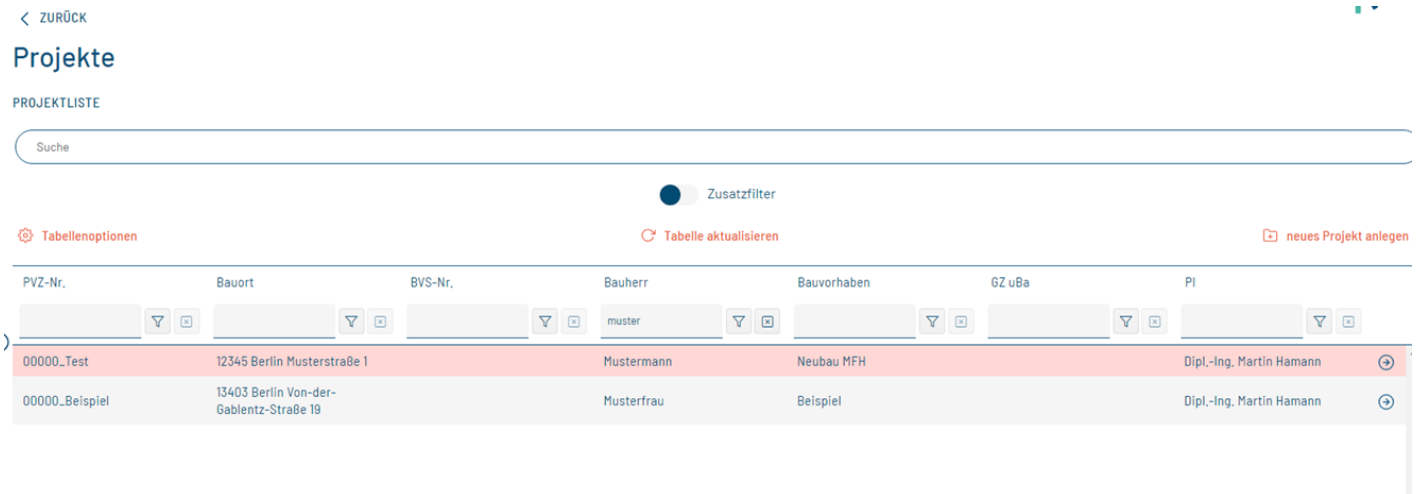 ZURÜCK
Projekte
PROJEKTLISTE
Suche
Zusatzfilter
Tabellenoptionen
Tabelle aktualisieren
neues Projekt anlegen
PVZ-Nr. Bauort BVS-Nr. Bauherr Bauvorhaben GZ uBa PI
muster
00000_Test 12345 Berlin Musterstraße 1 Mustermann Neubau MFH Dipl.-Ing. Martin Hamann
00000_Beispiel 13403 Berlin Von-der- Musterfrau Beispiel Dipl.-Ing. Martin Hamann
Gablentz-Straße 19